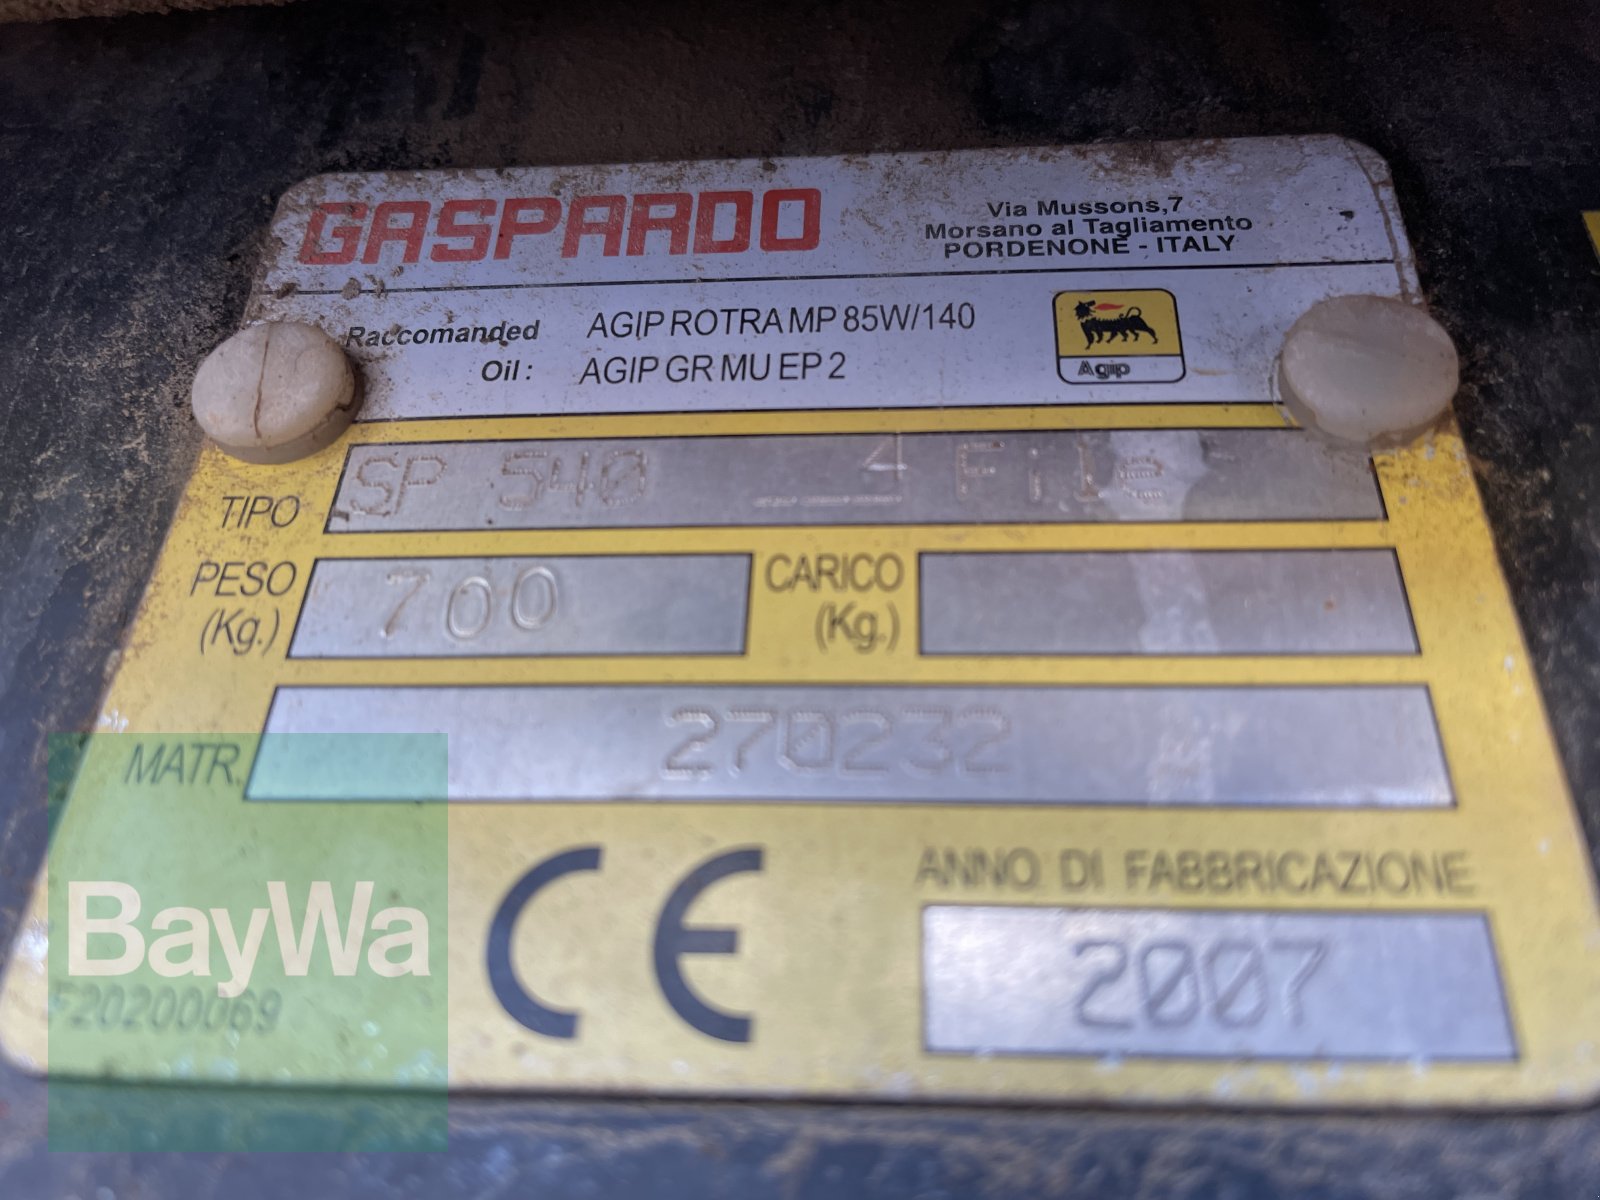 GASPARDO
Via Mussons,7
Morsano al Tagliamento
PORDENONE - ITALY
Raccomanded AGIP ROTRA MP 85W/140
Oil: AGIP GR MU EP 2
Agip
TIPO SP 540 __4 File
PESO (Kg.) 700 CARICO (Kg.)
MATR. 270232
CE
ANNO DI FABBRICAZIONE
2007
BayWa
F20200069